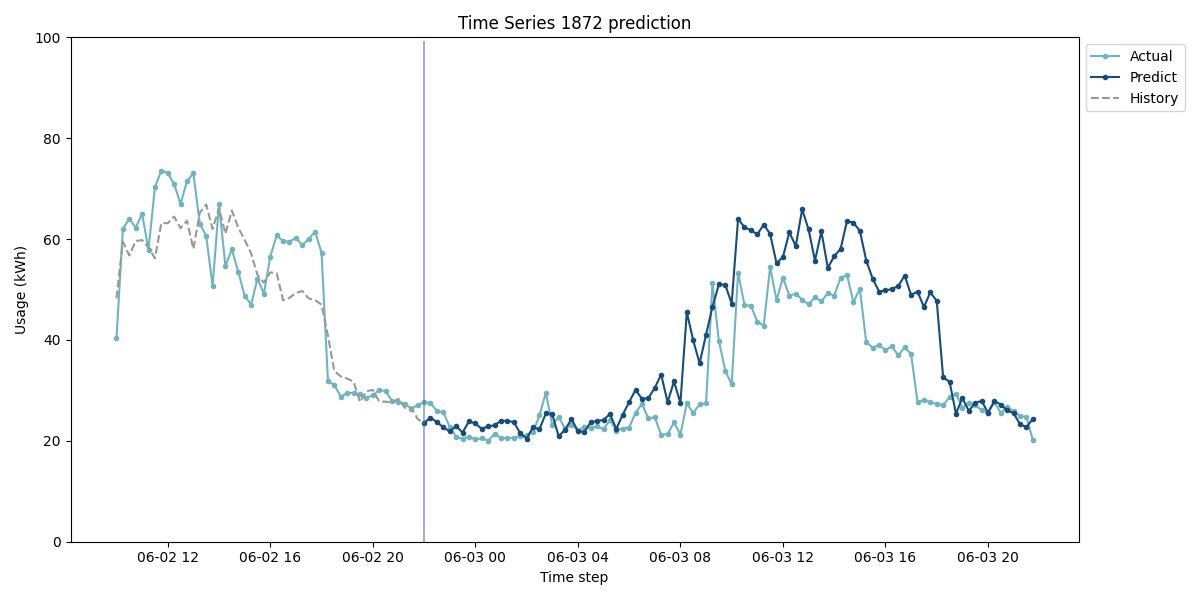 Time Series 1872 prediction
100
80
60
40
20
0
Usage (kWh)
06-02 12
06-02 16
06-02 20
06-03 00
06-03 04
06-03 08
06-03 12
06-03 16
06-03 20
Time step
Actual
Predict
History